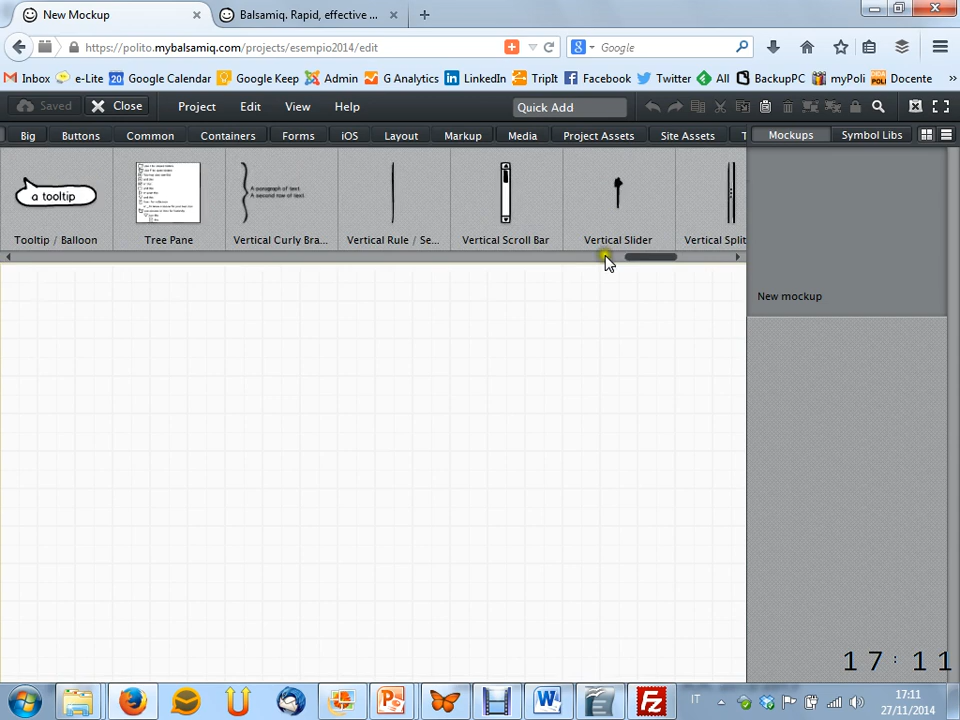 New Mockup
Balsamiq. Rapid, effective ...
https://polito.mybalsamiq.com/projects/esempio2014/edit
Google
Inbox e-Lite 20 Google Calendar Google Keep Admin G Analytics LinkedIn TripIt Facebook Twitter All BackupPC myPoli Docente »
Saved Close Project Edit View Help Quick Add
Big Buttons Common Containers Forms iOS Layout Markup Media Project Assets Site Assets T Mockups Symbol Libs
a tooltip
A paragraph of text.
A second row of text.
Tooltip / Balloon Tree Pane Vertical Curly Bra... Vertical Rule / Se... Vertical Scroll Bar Vertical Slider Vertical Split
New mockup
17:11
IT
17:11
27/11/2014